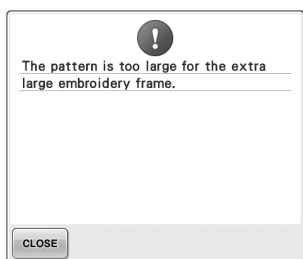 The pattern is too large for the extra
large embroidery frame.
CLOSE